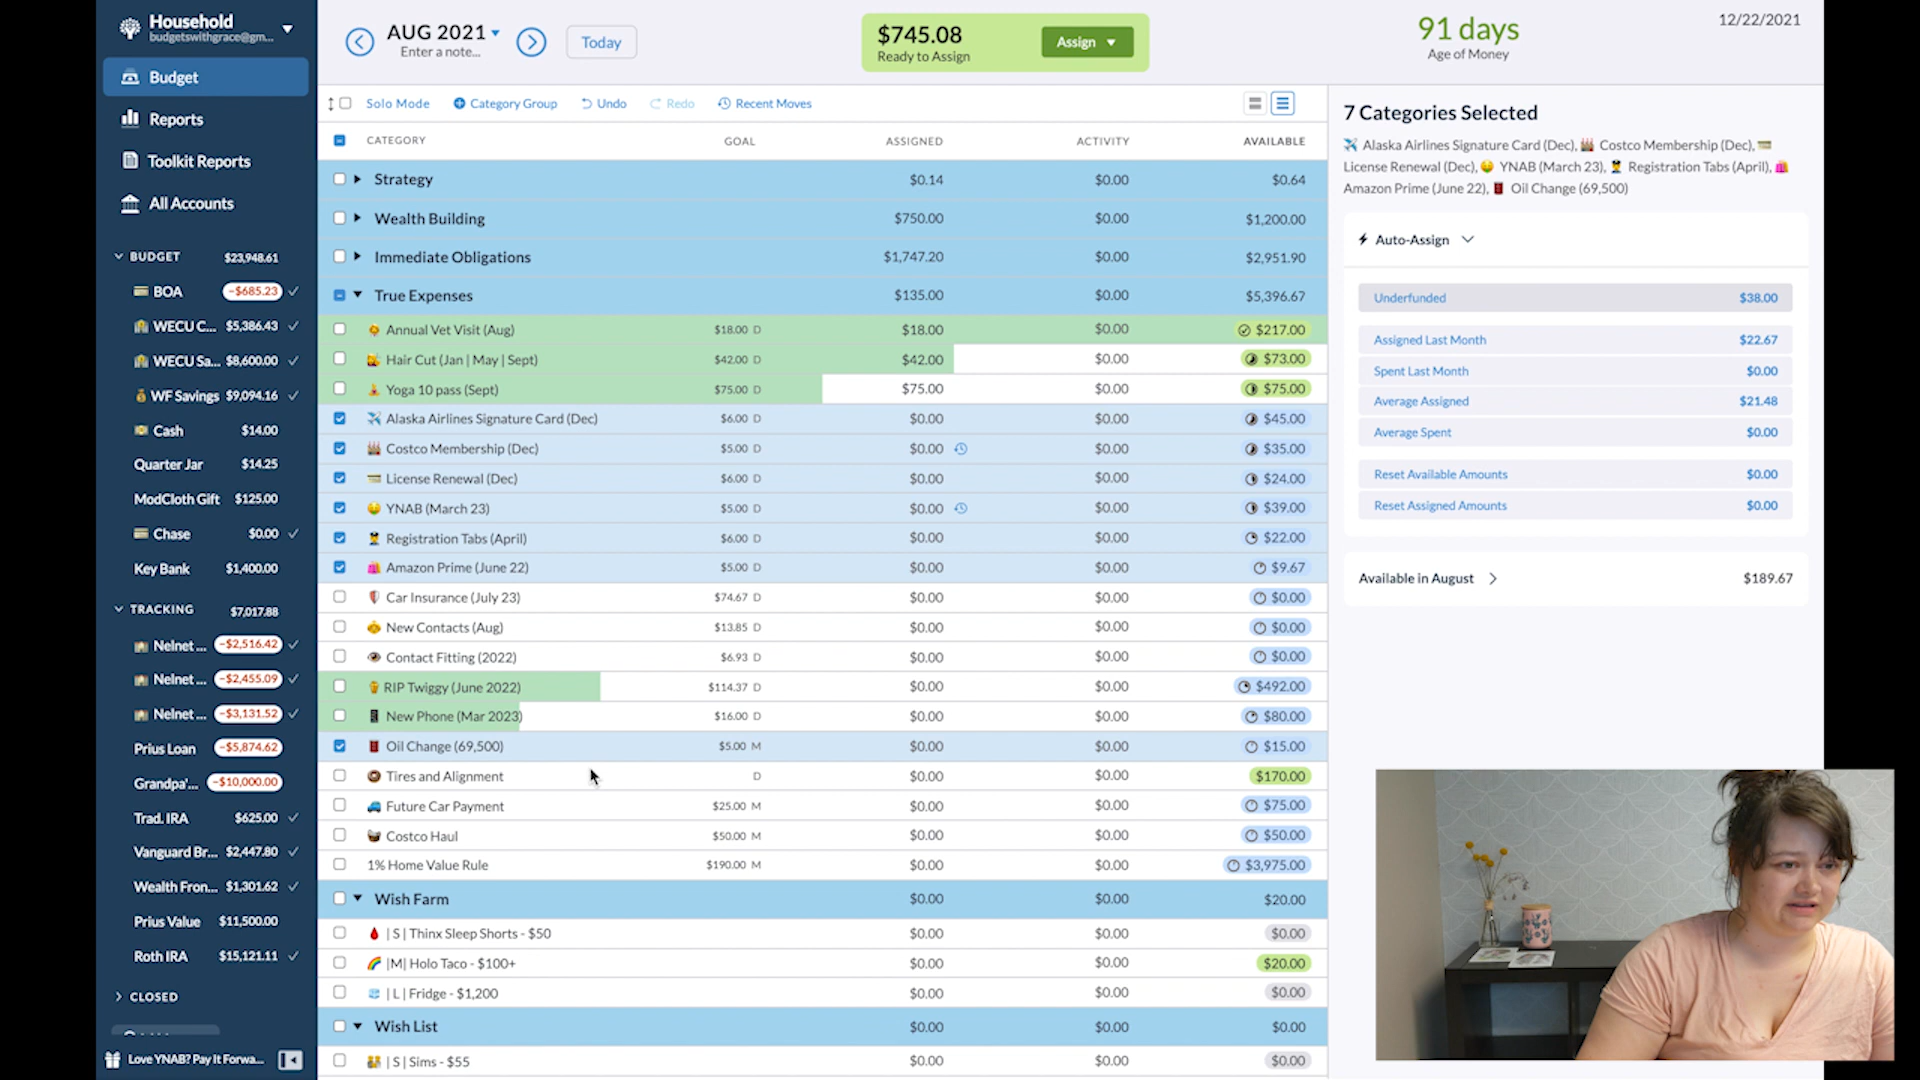 Household
budgetswithgrace@gm...
Budget
Reports
Toolkit Reports
All Accounts
BUDGET $23,948.61
BOA -$685.23
WECU C... $5,386.43
WECU Sa... $8,600.00
WF Savings $9,094.16
Cash $14.00
Quarter Jar $14.25
ModCloth Gift $125.00
Chase $0.00
Key Bank $1,400.00
TRACKING $7,017.88
Nelnet ... -$2,516.42
Nelnet ... -$2,455.09
Nelnet ... -$3,131.52
Prius Loan -$5,874.62
Grandpa'... -$10,000.00
Trad. IRA $625.00
Vanguard Br... $2,447.80
Wealth Fron... $1,301.62
Prius Value $11,500.00
Roth IRA $15,121.11
CLOSED
Love YNAB? Pay It Forwa...
AUG 2021
Enter a note...
Today
$745.08
Ready to Assign
Assign
91 days
Age of Money
12/22/2021
Solo Mode Category Group Undo Redo Recent Moves
CATEGORY GOAL ASSIGNED ACTIVITY AVAILABLE
Strategy $0.14 $0.00 $0.64
Wealth Building $750.00 $0.00 $1,200.00
Immediate Obligations $1,747.20 $0.00 $2,951.90
True Expenses $135.00 $0.00 $5,396.67
Annual Vet Visit (Aug) $18.00 D $18.00 $0.00 $217.00
Hair Cut (Jan | May | Sept) $42.00 D $42.00 $0.00 $73.00
Yoga 10 pass (Sept) $75.00 D $75.00 $0.00 $75.00
Alaska Airlines Signature Card (Dec) $6.00 D $0.00 $0.00 $45.00
Costco Membership (Dec) $5.00 D $0.00 $0.00 $35.00
License Renewal (Dec) $6.00 D $0.00 $0.00 $24.00
YNAB (March 23) $5.00 D $0.00 $0.00 $39.00
Registration Tabs (April) $6.00 D $0.00 $0.00 $22.00
Amazon Prime (June 22) $5.00 D $0.00 $0.00 $9.67
Car Insurance (July 23) $74.67 D $0.00 $0.00 $0.00
New Contacts (Aug) $13.85 D $0.00 $0.00 $0.00
Contact Fitting (2022) $6.93 D $0.00 $0.00 $0.00
RIP Twiggy (June 2022) $114.37 D $0.00 $0.00 $492.00
New Phone (Mar 2023) $16.00 D $0.00 $0.00 $80.00
Oil Change (69,500) $5.00 M $0.00 $0.00 $15.00
Tires and Alignment D $0.00 $0.00 $170.00
Future Car Payment $25.00 M $0.00 $0.00 $75.00
Costco Haul $50.00 M $0.00 $0.00 $50.00
1% Home Value Rule $190.00 M $0.00 $0.00 $3,975.00
Wish Farm $0.00 $0.00 $20.00
| S | Thinx Sleep Shorts - $50 $0.00 $0.00 $0.00
|M| Holo Taco - $100+ $0.00 $0.00 $20.00
| L | Fridge - $1,200 $0.00 $0.00 $0.00
Wish List $0.00 $0.00 $0.00
| S | Sims - $55 $0.00 $0.00 $0.00
7 Categories Selected
Alaska Airlines Signature Card (Dec), Costco Membership (Dec),
License Renewal (Dec), YNAB (March 23), Registration Tabs (April),
Amazon Prime (June 22), Oil Change (69,500)
Auto-Assign
Underfunded $38.00
Assigned Last Month $22.67
Spent Last Month $0.00
Average Assigned $21.48
Average Spent $0.00
Reset Available Amounts $0.00
Reset Assigned Amounts $0.00
Available in August $189.67